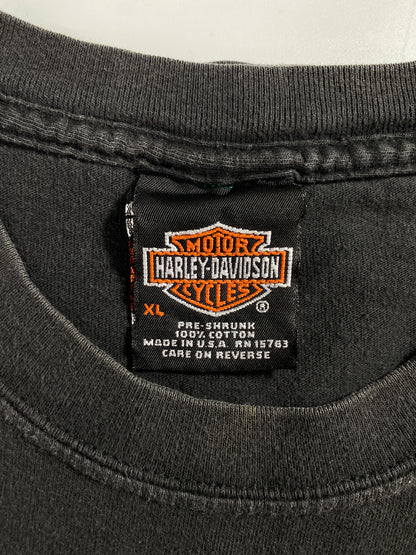 MOTOR
HARLEY-DAVIDSON
CYCLES
XL ®
PRE-SHRUNK
100% COTTON
MADE IN U.S.A. RN 15763
CARE ON REVERSE